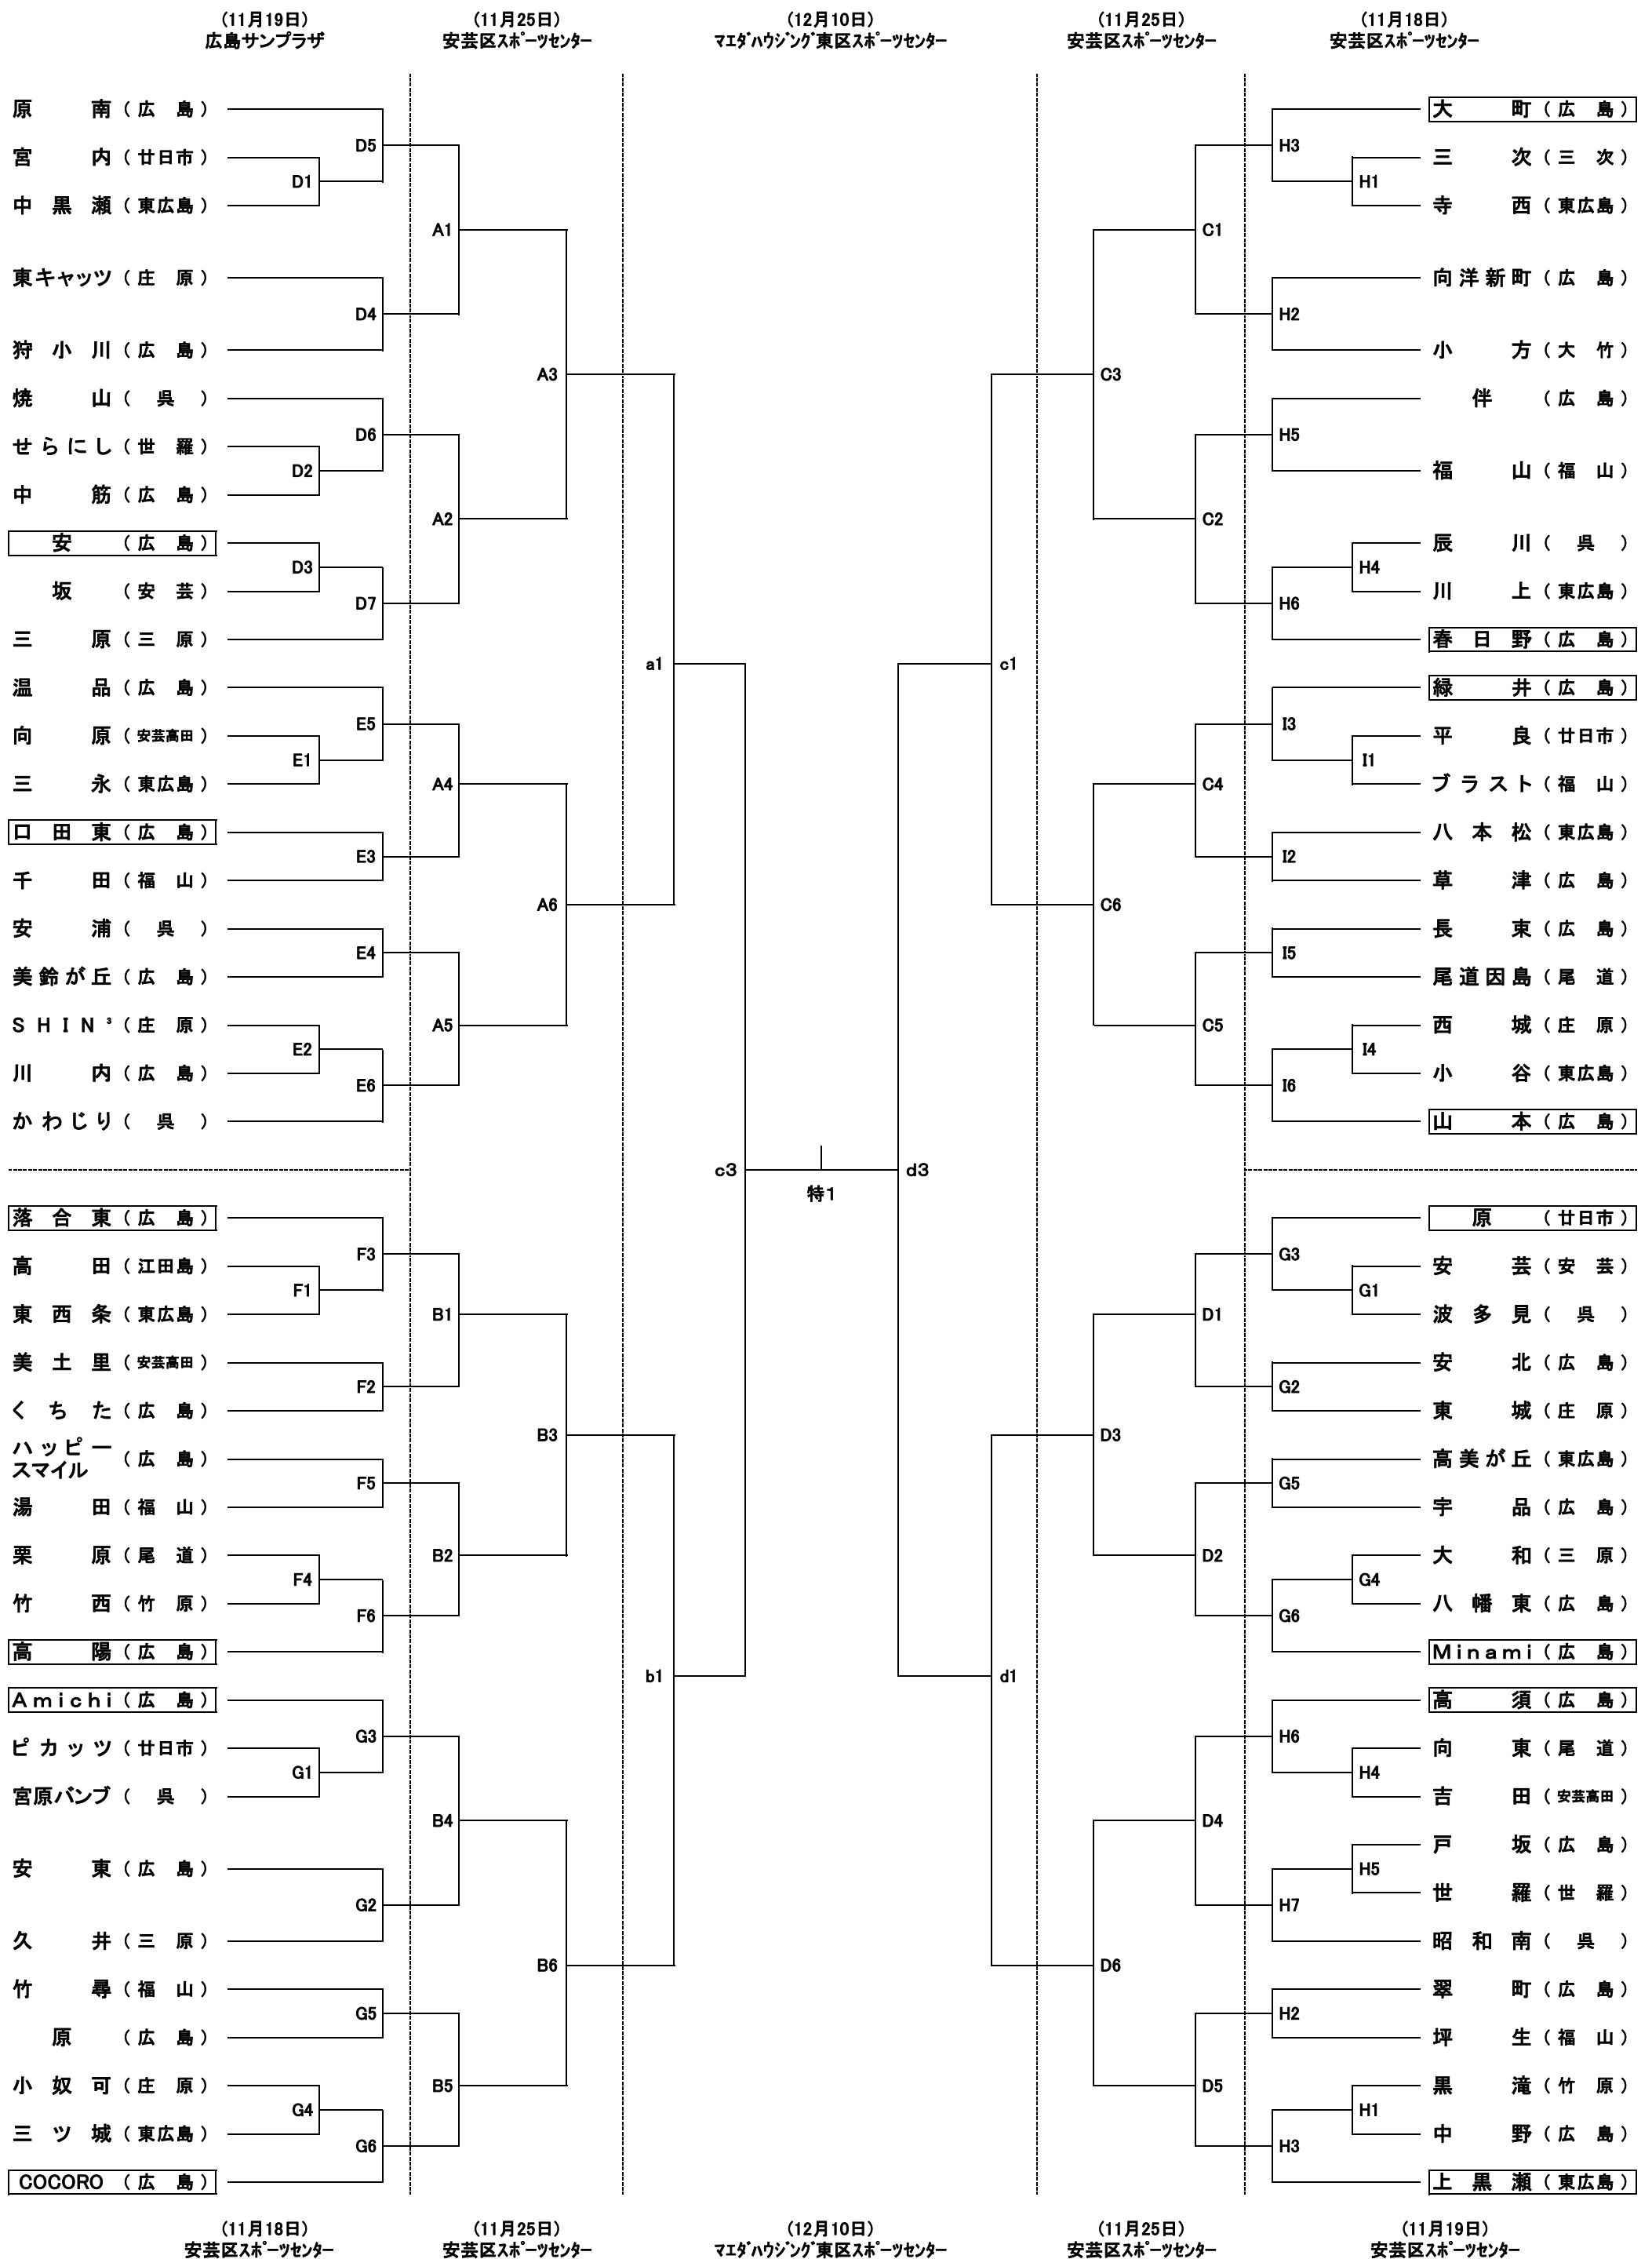 (11月19日)
広島サンプラザ
(11月25日)
安芸区スポーツセンター
(12月10日)
マエダハウジング東区スポーツセンター
(11月25日)
安芸区スポーツセンター
(11月18日)
安芸区スポーツセンター
原南(広島)
宮内(廿日市)
中黒瀬(東広島)
東キャッツ(庄原)
狩小川(広島)
焼山(呉)
せらにし(世羅)
中筋(広島)
安(広島)
坂(安芸)
三原(三原)
温品(広島)
向原(安芸高田)
三永(東広島)
口田東(広島)
千田(福山)
安浦(呉)
美鈴が丘(広島)
SHIN³(庄原)
川内(広島)
かわじり(呉)
落合東(広島)
高田(江田島)
東西条(東広島)
美土里(安芸高田)
くちた(広島)
ハッピー
スマイル(広島)
湯田(福山)
栗原(尾道)
竹西(竹原)
高陽(広島)
Amichi(広島)
ピカッツ(廿日市)
宮原バンブ(呉)
安東(広島)
久井(三原)
竹尋(福山)
原(広島)
小奴可(庄原)
三ツ城(東広島)
COCORO(広島)
D5
D1
D4
D6
D2
D3
D7
E5
E1
E3
E4
E2
E6
F3
F1
F2
F5
F4
F6
G3
G1
G2
G5
G4
G6
A1
A3
A2
A4
A6
A5
B1
B3
B2
B4
B6
B5
a1
b1
c3
特1
d3
c1
d1
C1
C3
C2
C4
C6
C5
D1
D3
D2
D4
D6
D5
H3
H1
H2
H5
H4
H6
I3
I1
I2
I5
I4
I6
G3
G1
G2
G5
G4
G6
H6
H4
H5
H7
H2
H1
H3
大町(広島)
三次(三次)
寺西(東広島)
向洋新町(広島)
小方(大竹)
伴(広島)
福山(福山)
辰川(呉)
川上(東広島)
春日野(広島)
緑井(広島)
平良(廿日市)
ブラスト(福山)
八本松(東広島)
草津(広島)
長束(広島)
尾道因島(尾道)
西城(庄原)
小谷(東広島)
山本(広島)
原(廿日市)
安芸(安芸)
波多見(呉)
安北(広島)
東城(庄原)
高美が丘(東広島)
宇品(広島)
大和(三原)
八幡東(広島)
Minami(広島)
高須(広島)
向東(尾道)
吉田(安芸高田)
戸坂(広島)
世羅(世羅)
昭和南(呉)
翠町(広島)
坪生(福山)
黒滝(竹原)
中野(広島)
上黒瀬(東広島)
(11月18日)
安芸区スポーツセンター
(11月25日)
安芸区スポーツセンター
(12月10日)
マエダハウジング東区スポーツセンター
(11月25日)
安芸区スポーツセンター
(11月19日)
安芸区スポーツセンター